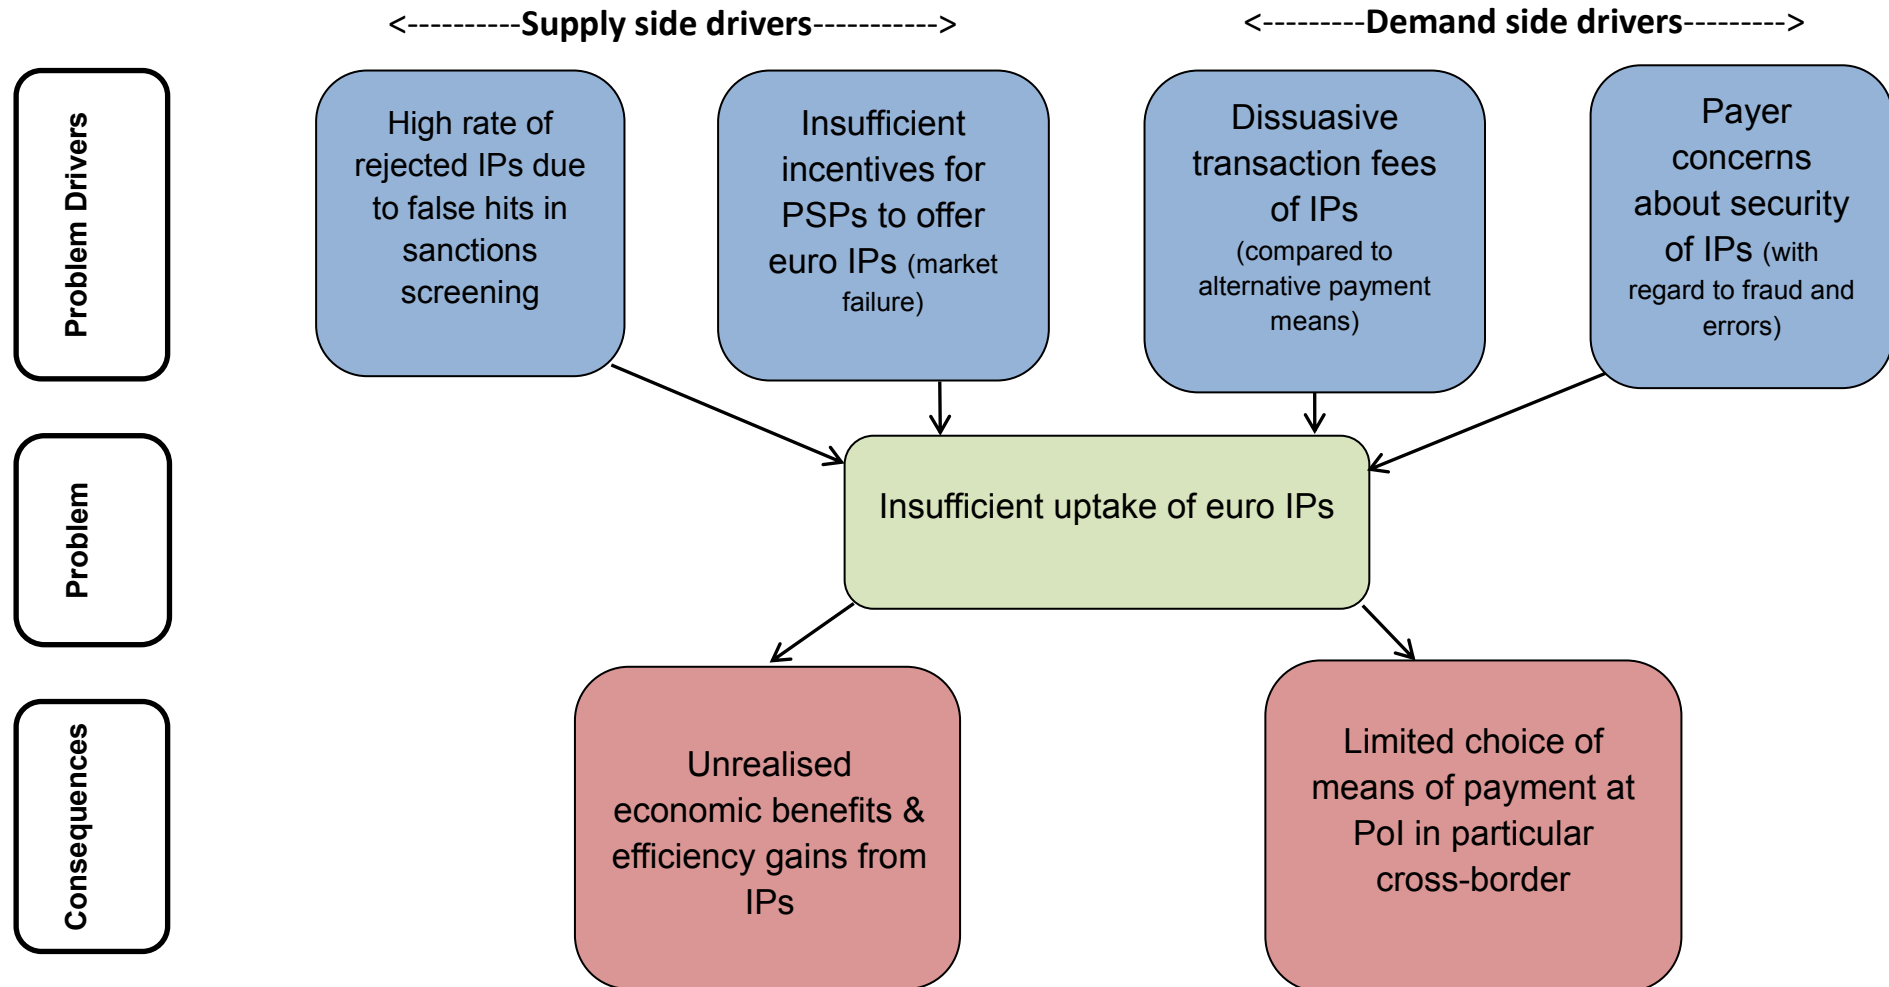 <---------Supply side drivers----------->
<---------Demand side drivers--------->
Problem Drivers
High rate of
rejected IPs due
to false hits in
sanctions
screening
Insufficient
incentives for
PSPs to offer
euro IPs (market
failure)
Dissuasive
transaction fees
of IPs
(compared to
alternative payment
means)
Payer
concerns
about security
of IPs (with
regard to fraud and
errors)
Problem
Insufficient uptake of euro IPs
Consequences
Unrealised
economic benefits &
efficiency gains from
IPs
Limited choice of
means of payment at
PoI in particular
cross-border